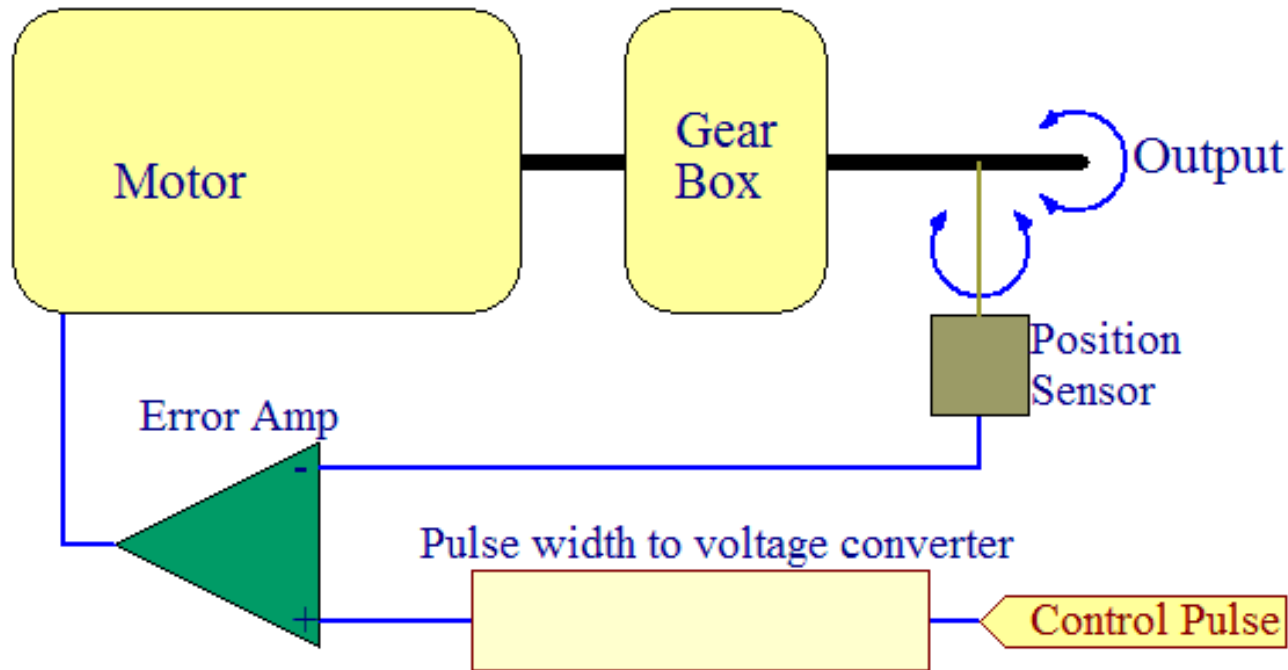 Motor
Gear
Box
Output
Position
Sensor
Error Amp
-
+
Pulse width to voltage converter
Control Pulse